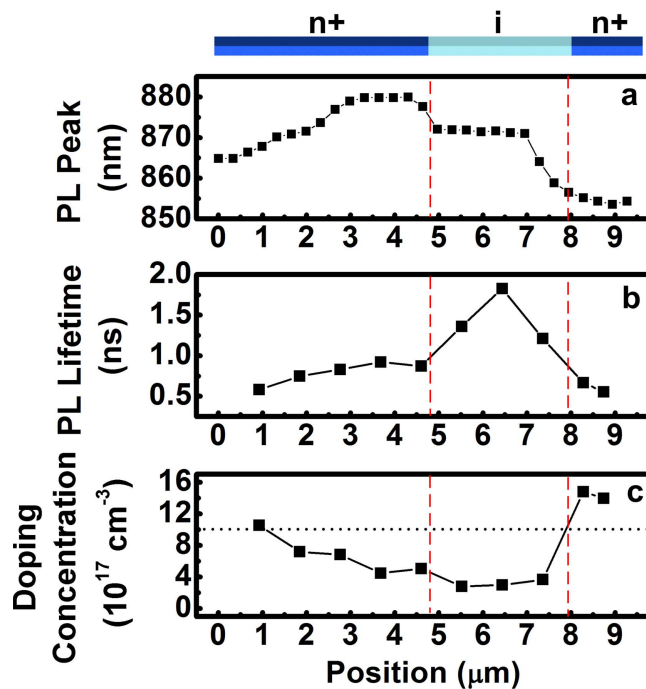 n+ i n+
a
PL Peak
(nm)
880
870
860
850
0 1 2 3 4 5 6 7 8 9
b
PL Lifetime
(ns)
2.0
1.5
1.0
0.5
0 1 2 3 4 5 6 7 8 9
c
Doping
Concentration
(10¹⁷ cm⁻³)
16
12
8
4
0
0 1 2 3 4 5 6 7 8 9
Position (μm)